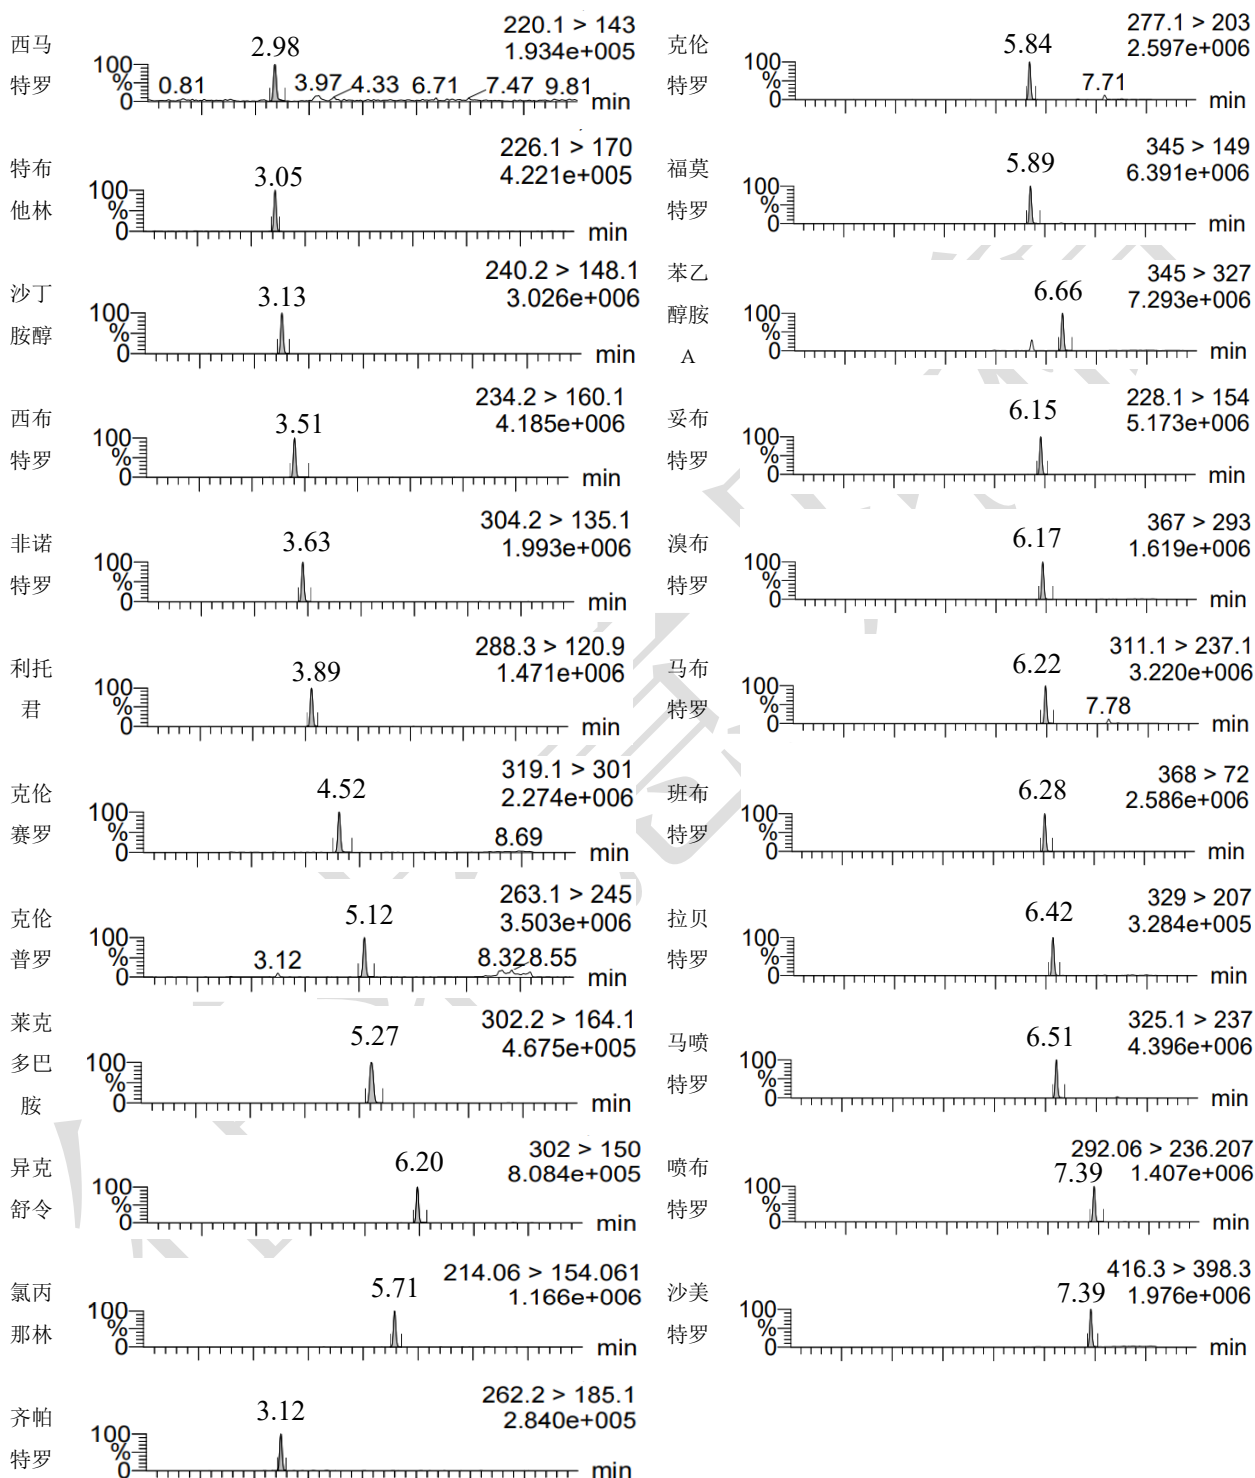 西马
特罗
220.1 > 143
1.934e+005
2.98
100
%
0
0.81
3.97
4.33
6.71
7.47
9.81
min
特布
他林
226.1 > 170
4.221e+005
3.05
100
%
0
min
沙丁
胺醇
240.2 > 148.1
3.026e+006
3.13
100
%
0
min
西布
特罗
234.2 > 160.1
4.185e+006
3.51
100
%
0
min
非诺
特罗
304.2 > 135.1
1.993e+006
3.63
100
%
0
min
利托
君
288.3 > 120.9
1.471e+006
3.89
100
%
0
min
克伦
赛罗
319.1 > 301
2.274e+006
4.52
100
%
0
8.69
min
克伦
普罗
263.1 > 245
3.503e+006
5.12
100
%
0
3.12
8.32
8.55
min
莱克
多巴
胺
302.2 > 164.1
4.675e+005
5.27
100
%
0
min
异克
舒令
302 > 150
8.084e+005
6.20
100
%
0
min
氯丙
那林
214.06 > 154.061
1.166e+006
5.71
100
%
0
min
齐帕
特罗
262.2 > 185.1
2.840e+005
3.12
100
%
0
min
克伦
特罗
277.1 > 203
2.597e+006
5.84
100
%
0
7.71
min
福莫
特罗
345 > 149
6.391e+006
5.89
100
%
0
min
苯乙
醇胺
A
345 > 327
7.293e+006
6.66
100
%
0
min
妥布
特罗
228.1 > 154
5.173e+006
6.15
100
%
0
min
溴布
特罗
367 > 293
1.619e+006
6.17
100
%
0
min
马布
特罗
311.1 > 237.1
3.220e+006
6.22
100
%
0
7.78
min
班布
特罗
368 > 72
2.586e+006
6.28
100
%
0
min
拉贝
特罗
329 > 207
3.284e+005
6.42
100
%
0
min
马喷
特罗
325.1 > 237
4.396e+006
6.51
100
%
0
min
喷布
特罗
292.06 > 236.207
1.407e+006
7.39
100
%
0
min
沙美
特罗
416.3 > 398.3
1.976e+006
7.39
100
%
0
min